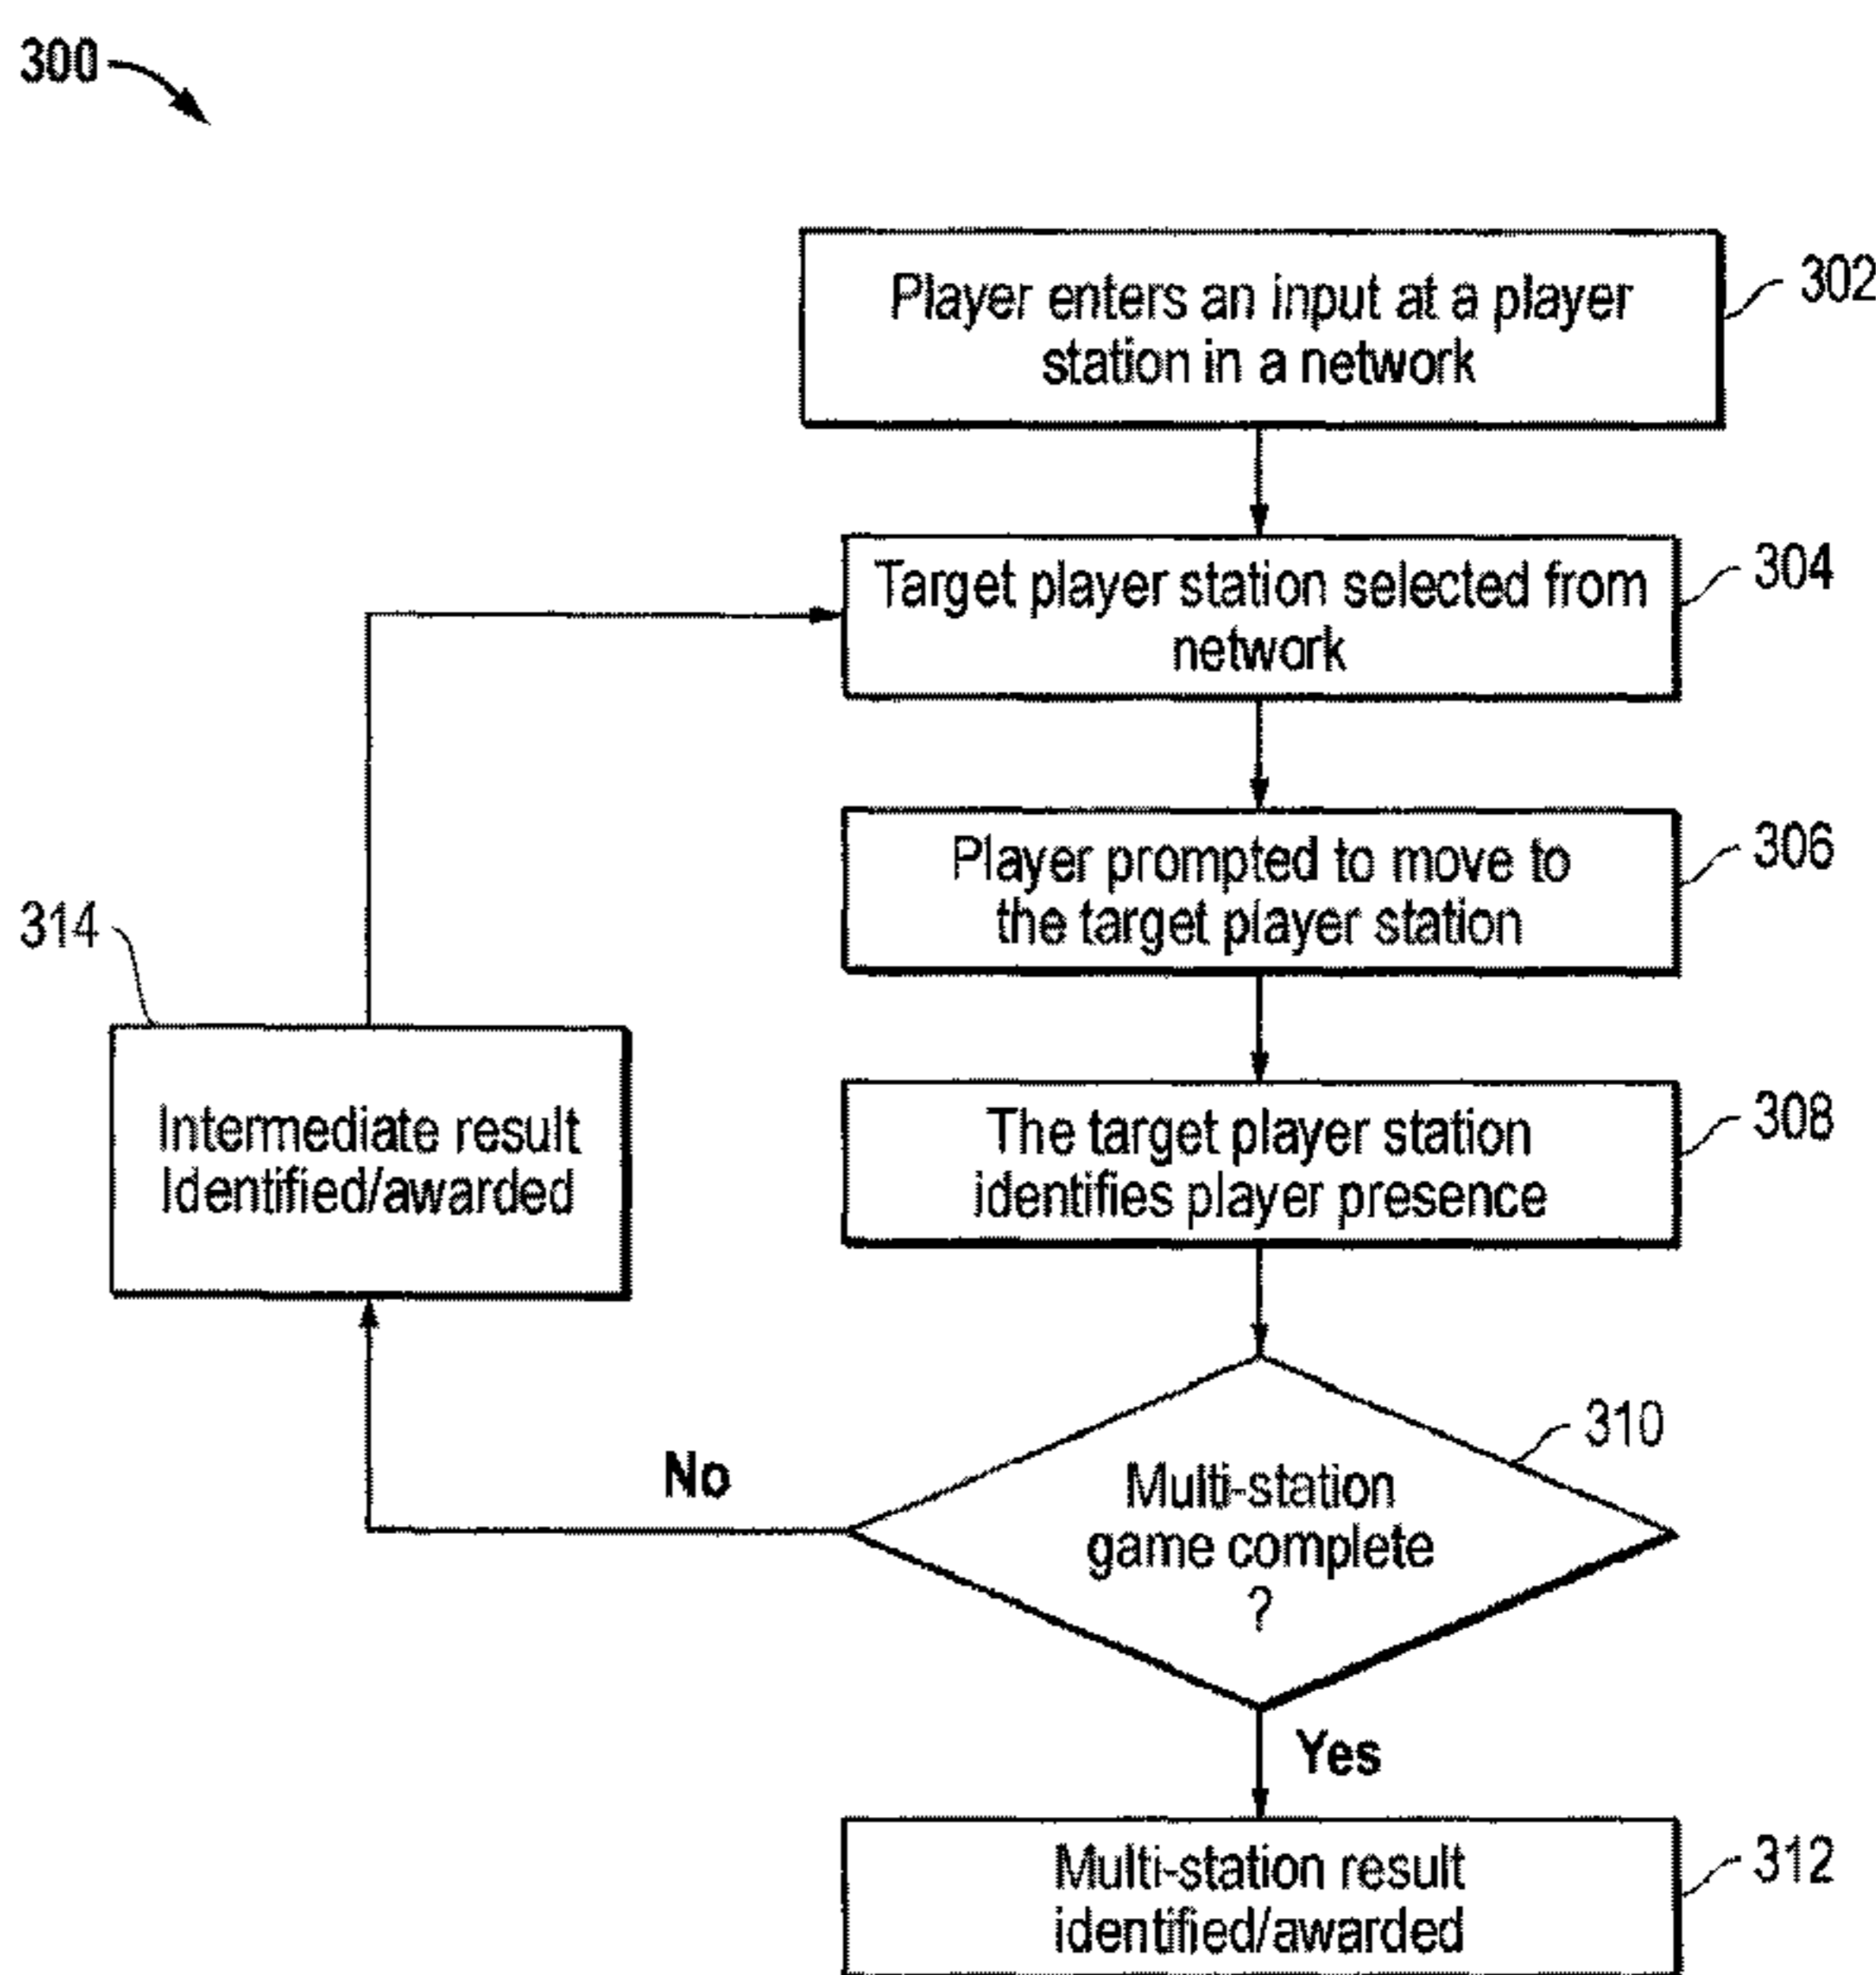 300
Player enters an input at a player
station in a network
302
Target player station selected from
network
304
Player prompted to move to
the target player station
306
314
Intermediate result
Identified/awarded
The target player station
identifies player presence
308
310
Multi-station
game complete
?
No
Yes
Multi-station result
identified/awarded
312